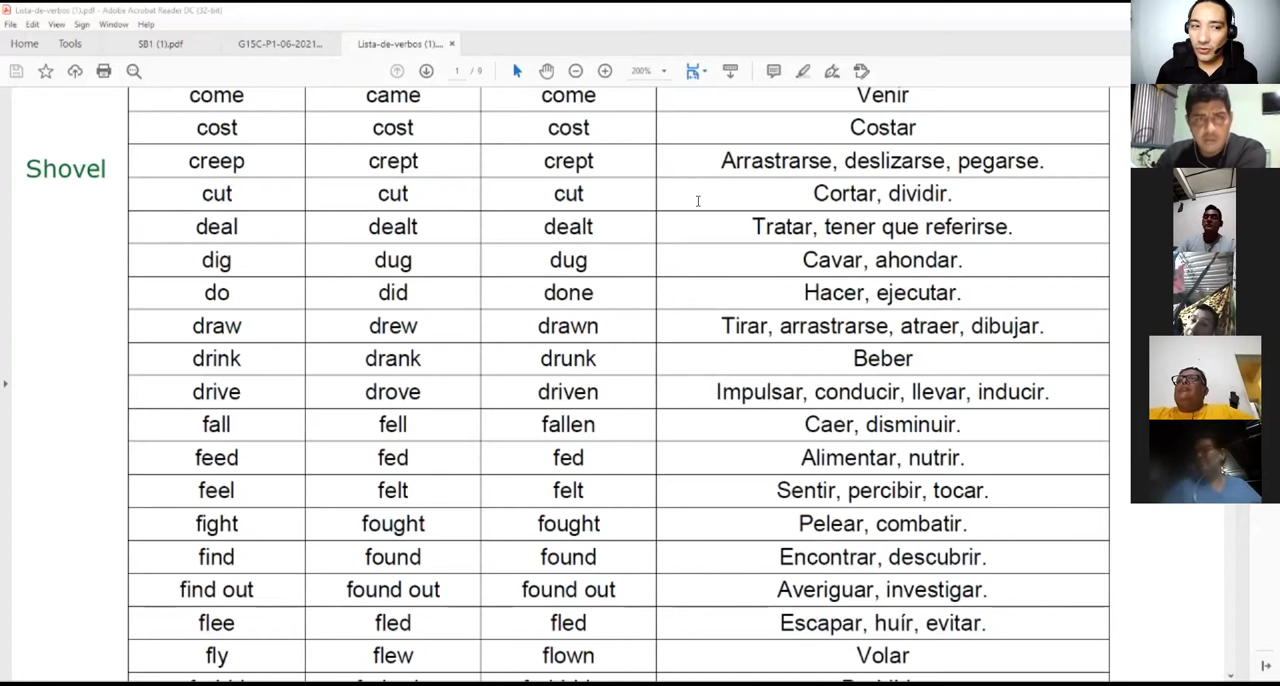 Lista-de-verbos (1).pdf - Adobe Acrobat Reader DC (32-bit)
File Edit View Sign Window Help
Home Tools SB1 (1).pdf G15C-P1-06-2021... Lista-de-verbos (1).... ×
1 / 9 200%
come came come Venir
cost cost cost Costar
Shovel
creep crept crept Arrastrarse, deslizarse, pegarse.
cut cut cut Cortar, dividir.
deal dealt dealt Tratar, tener que referirse.
dig dug dug Cavar, ahondar.
do did done Hacer, ejecutar.
draw drew drawn Tirar, arrastrarse, atraer, dibujar.
drink drank drunk Beber
drive drove driven Impulsar, conducir, llevar, inducir.
fall fell fallen Caer, disminuir.
feed fed fed Alimentar, nutrir.
feel felt felt Sentir, percibir, tocar.
fight fought fought Pelear, combatir.
find found found Encontrar, descubrir.
find out found out found out Averiguar, investigar.
flee fled fled Escapar, huír, evitar.
fly flew flown Volar